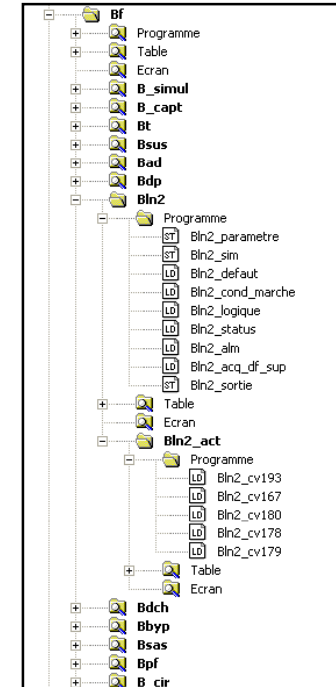 Bf
Programme
Table
Ecran
B_simul
B_capt
Bt
Bsus
Bad
Bdp
Bln2
Programme
ST Bln2_parametre
ST Bln2_sim
LD Bln2_defaut
LD Bln2_cond_marche
LD Bln2_logique
LD Bln2_status
LD Bln2_alm
LD Bln2_acq_df_sup
ST Bln2_sortie
Table
Ecran
Bln2_act
Programme
LD Bln2_cv193
LD Bln2_cv167
LD Bln2_cv180
LD Bln2_cv178
LD Bln2_cv179
Table
Ecran
Bdch
Bbyp
Bsas
Bpf
B_cir